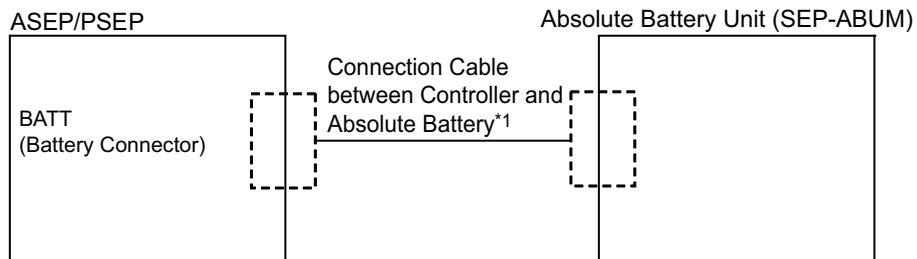 ASEP/PSEP
Absolute Battery Unit (SEP-ABUM)
Connection Cable
between Controller and
Absolute Battery*1
BATT
(Battery Connector)